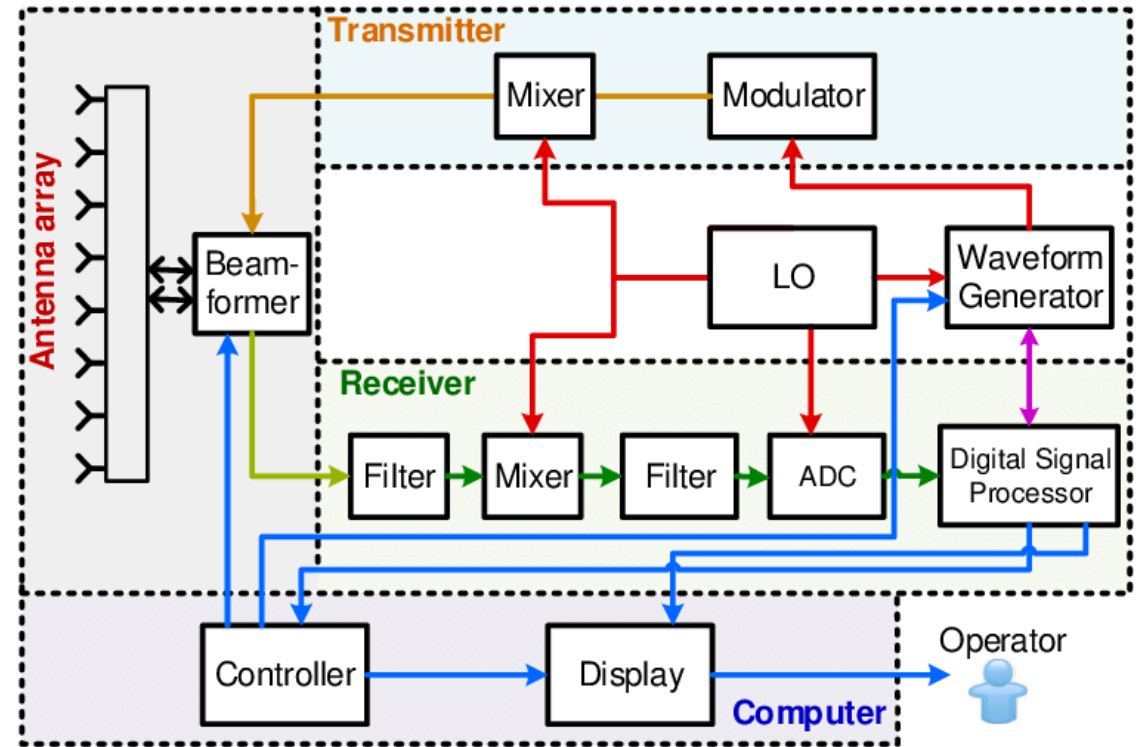 Transmitter
Mixer
Modulator
Antenna array
Beam-
former
LO
Waveform
Generator
Receiver
Filter
Mixer
Filter
ADC
Digital Signal
Processor
Controller
Display
Operator
Computer